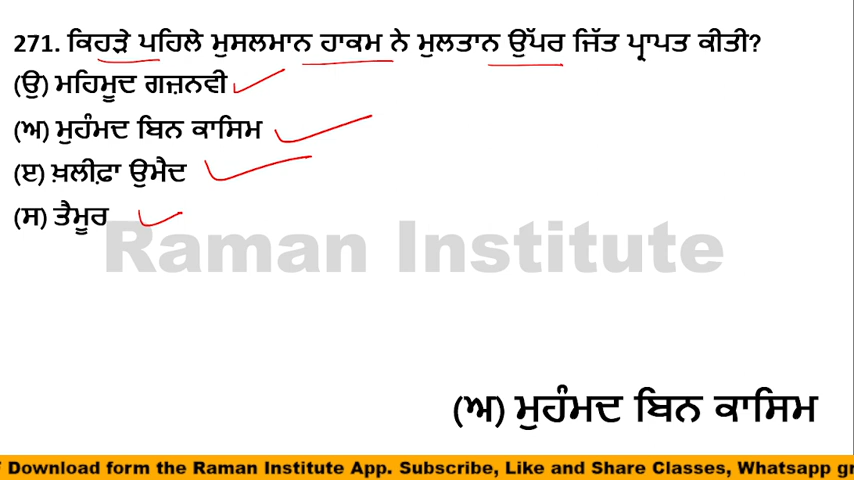 271. ਕਿਹੜੇ ਪਹਿਲੇ ਮੁਸਲਮਾਨ ਹਾਕਮ ਨੇ ਮੁਲਤਾਨ ਉੱਪਰ ਜਿੱਤ ਪ੍ਰਾਪਤ ਕੀਤੀ?
(ਉ) ਮਹਿਮੂਦ ਗਜ਼ਨਵੀ
(ਅ) ਮੁਹੰਮਦ ਬਿਨ ਕਾਸਿਮ
(ੲ) ਖ਼ਲੀਫ਼ਾ ਉਮੈਦ
(ਸ) ਤੈਮੂਰ
Raman Institute
(ਅ) ਮੁਹੰਮਦ ਬਿਨ ਕਾਸਿਮ
Download form the Raman Institute App. Subscribe, Like and Share Classes, Whatsapp